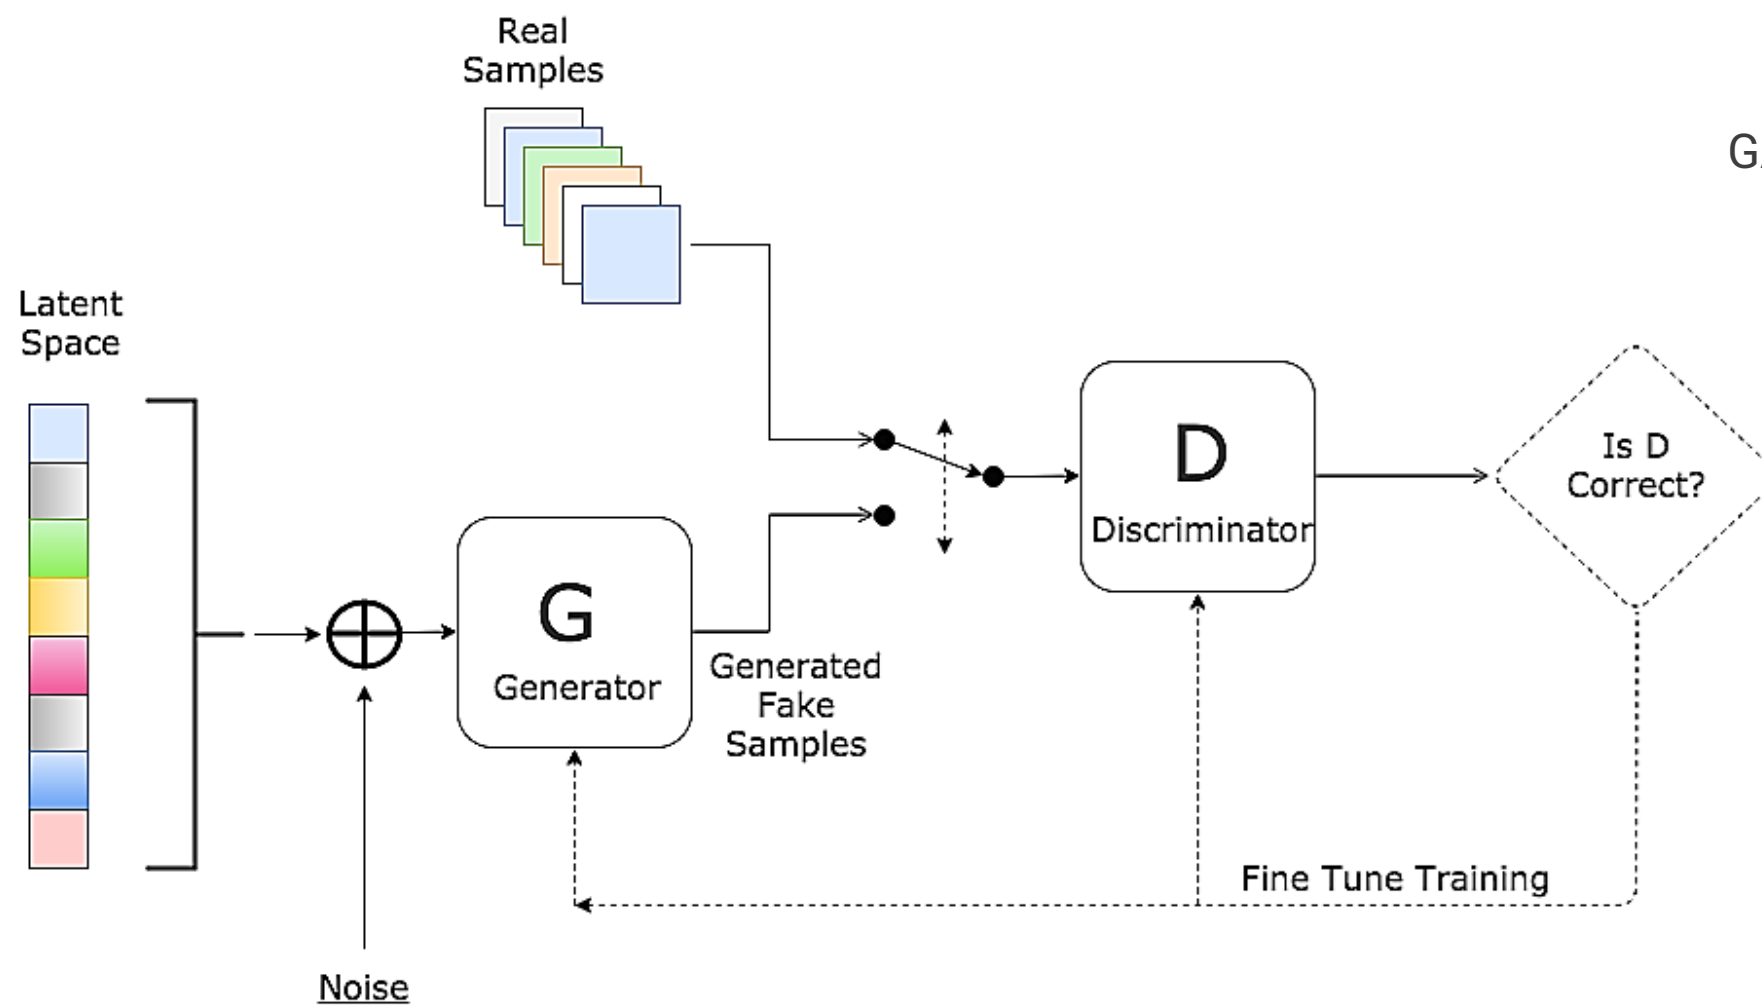 Real
Samples
G
Latent
Space
Is D
Correct?
D
Discriminator
G
Generator
Generated
Fake
Samples
Fine Tune Training
Noise